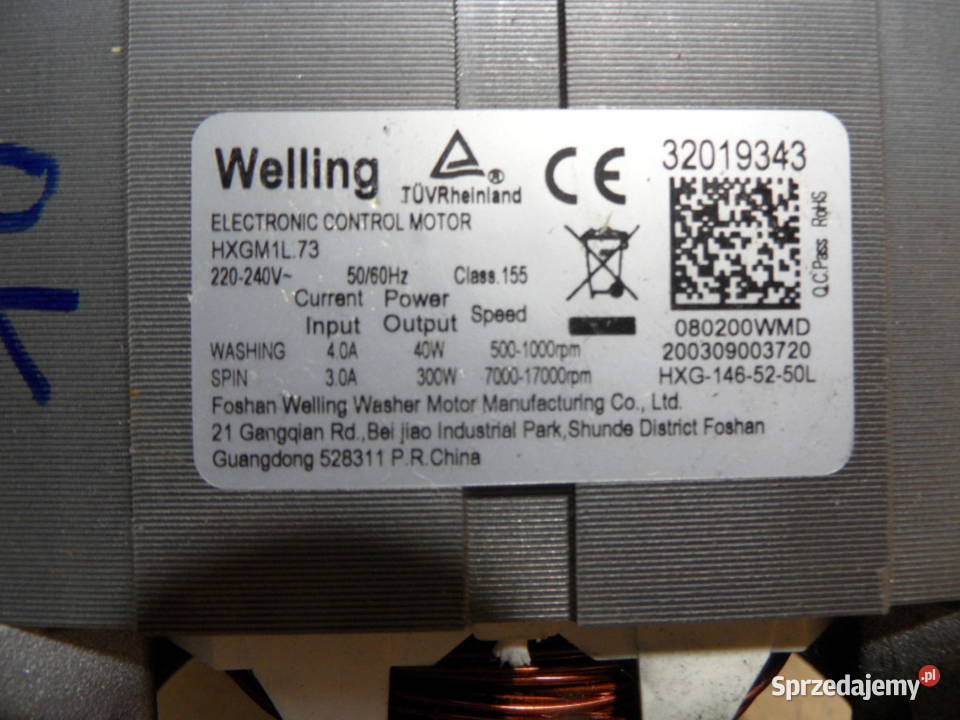 Welling
TÜVRheinland ®
CE
32019343
ELECTRONIC CONTROL MOTOR
HXGM1L.73
220-240V~ 50/60Hz Class.155
Current Power Speed
Input Output
WASHING 4.0A 40W 500-1000rpm
SPIN 3.0A 300W 7000-17000rpm
Q.C.Pass RoHS
080200WMD
200309003720
HXG-146-52-50L
Foshan Welling Washer Motor Manufacturing Co., Ltd.
21 Gangqian Rd.,Bei jiao Industrial Park,Shunde District Foshan
Guangdong 528311 P.R.China
Sprzedajemy.pl